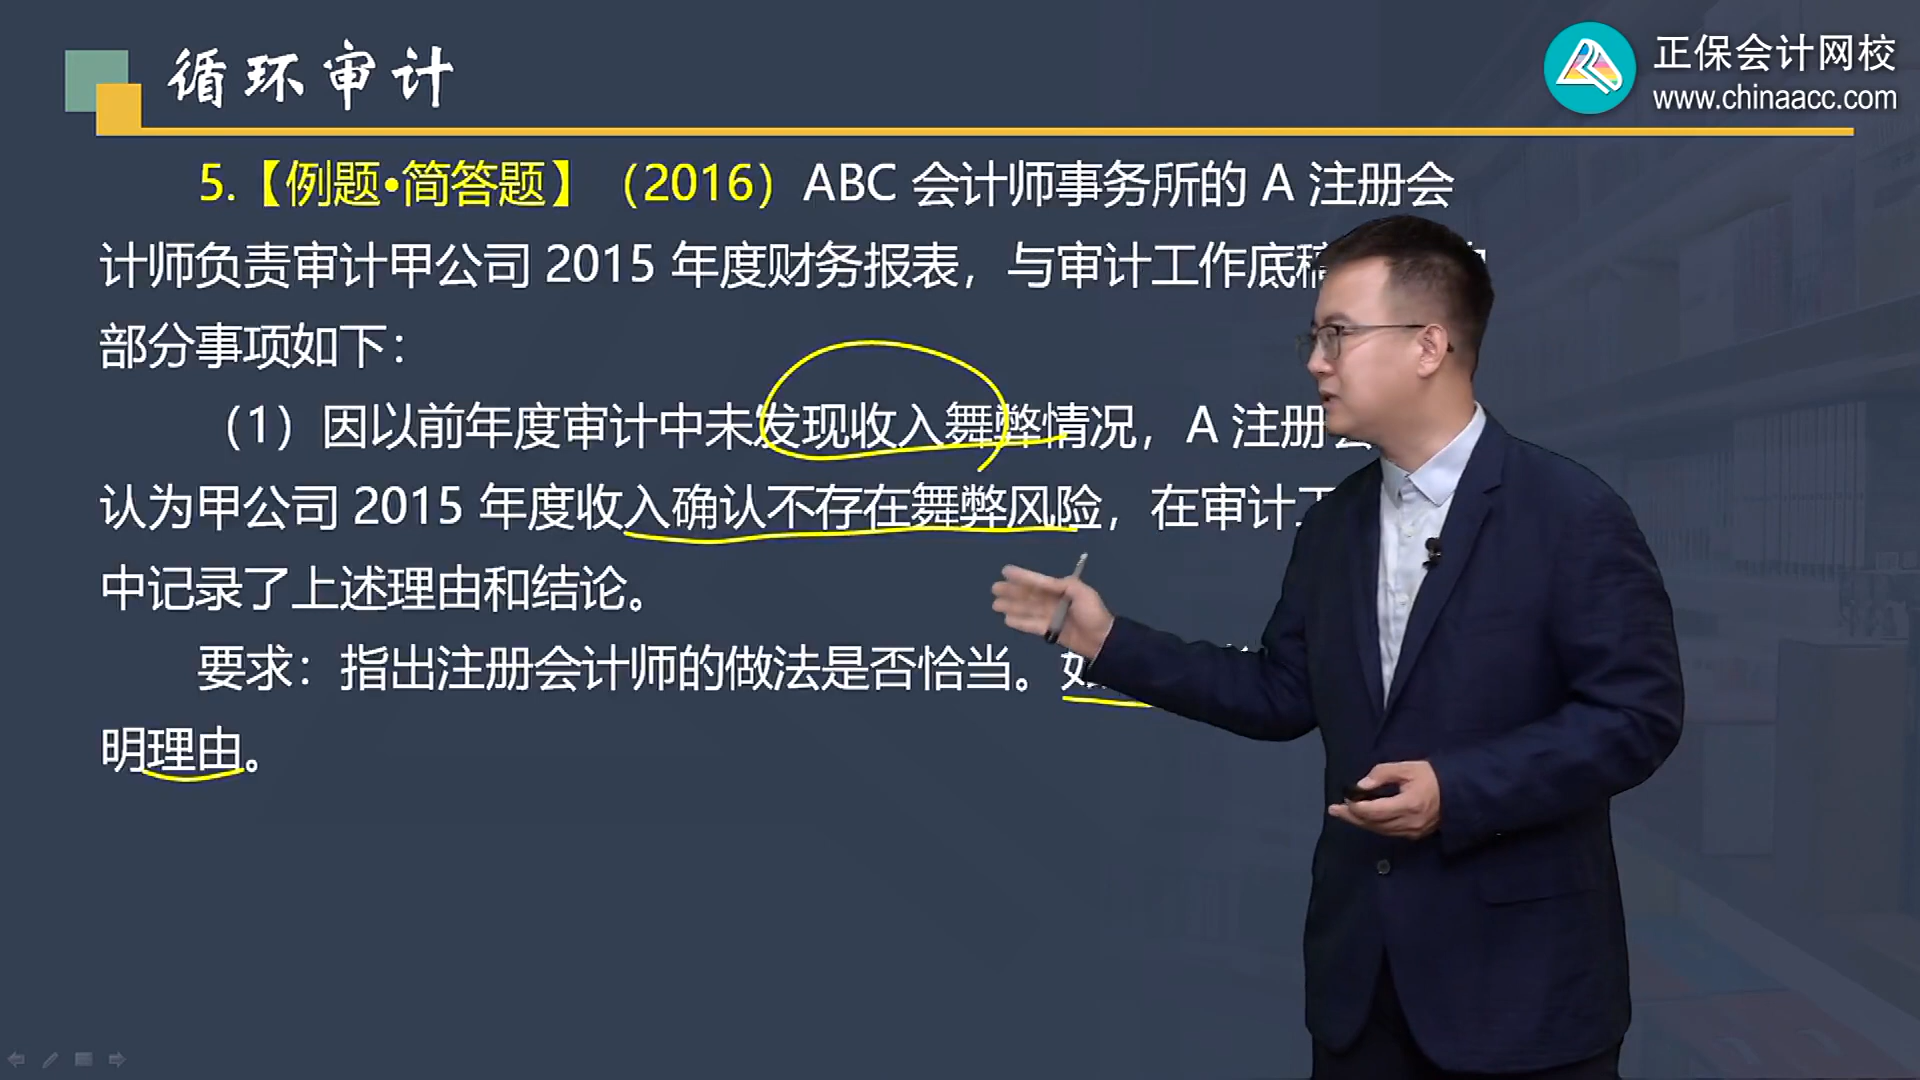 循环审计
正保会计网校
www.chinaacc.com
5.【例题•简答题】（2016）ABC 会计师事务所的 A 注册会
计师负责审计甲公司 2015 年度财务报表，与审计工作底稿
部分事项如下：
（1）因以前年度审计中未发现收入舞弊情况，A 注册会
认为甲公司 2015 年度收入确认不存在舞弊风险，在审计工
中记录了上述理由和结论。
要求：指出注册会计师的做法是否恰当。如
明理由。